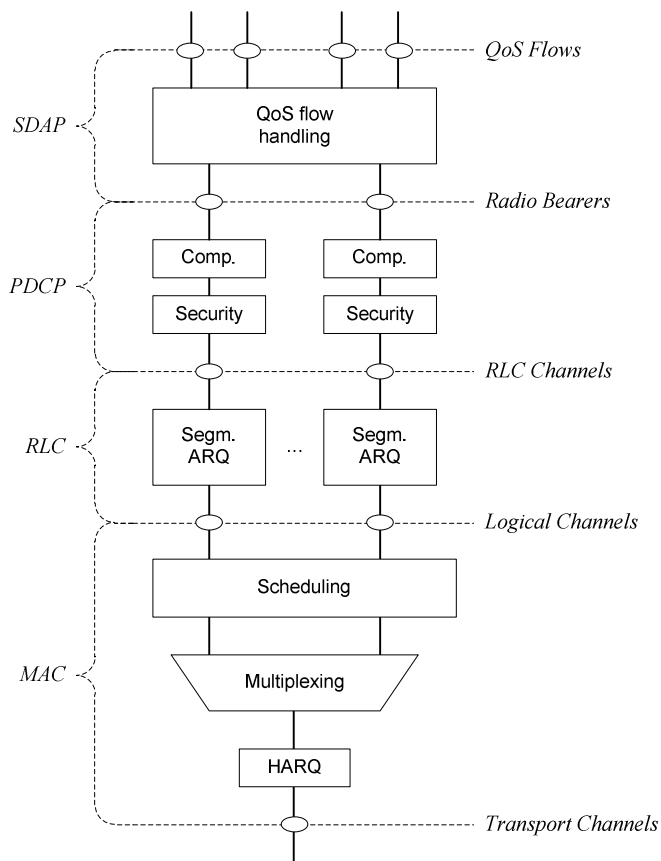 QoS Flows
QoS flow
handling
SDAP
Radio Bearers
Comp.
Comp.
PDCP
Security
Security
RLC Channels
Segm.
ARQ
...
Segm.
ARQ
RLC
Logical Channels
Scheduling
MAC
Multiplexing
HARQ
Transport Channels